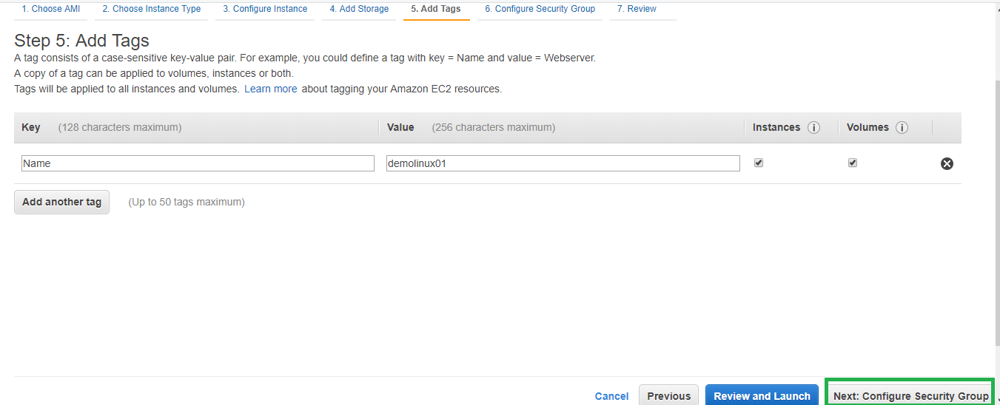 1. Choose AMI 2. Choose Instance Type 3. Configure Instance 4. Add Storage 5. Add Tags 6. Configure Security Group 7. Review
Step 5: Add Tags
A tag consists of a case-sensitive key-value pair. For example, you could define a tag with key = Name and value = Webserver.
A copy of a tag can be applied to volumes, instances or both.
Tags will be applied to all instances and volumes. Learn more about tagging your Amazon EC2 resources.
Key (128 characters maximum) Value (256 characters maximum) Instances i Volumes i
Name demolinux01
Add another tag (Up to 50 tags maximum)
Cancel Previous Review and Launch Next: Configure Security Group